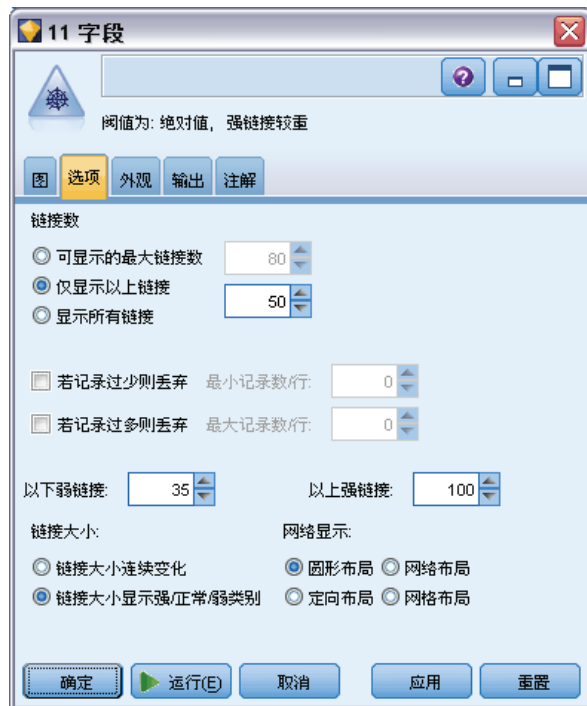 11 字段
阈值为: 绝对值，强链接较重
图 选项 外观 输出 注解
链接数
可显示的最大链接数 80
仅显示以上链接
50
显示所有链接
若记录过少则丢弃 最小记录数/行: 0
若记录过多则丢弃 最大记录数/行: 0
以下弱链接: 35 以上强链接: 100
链接大小: 网络显示:
链接大小连续变化 圆形布局 网络布局
链接大小显示强/正常/弱类别 定向布局 网格布局
确定 运行(E) 取消 应用 重置